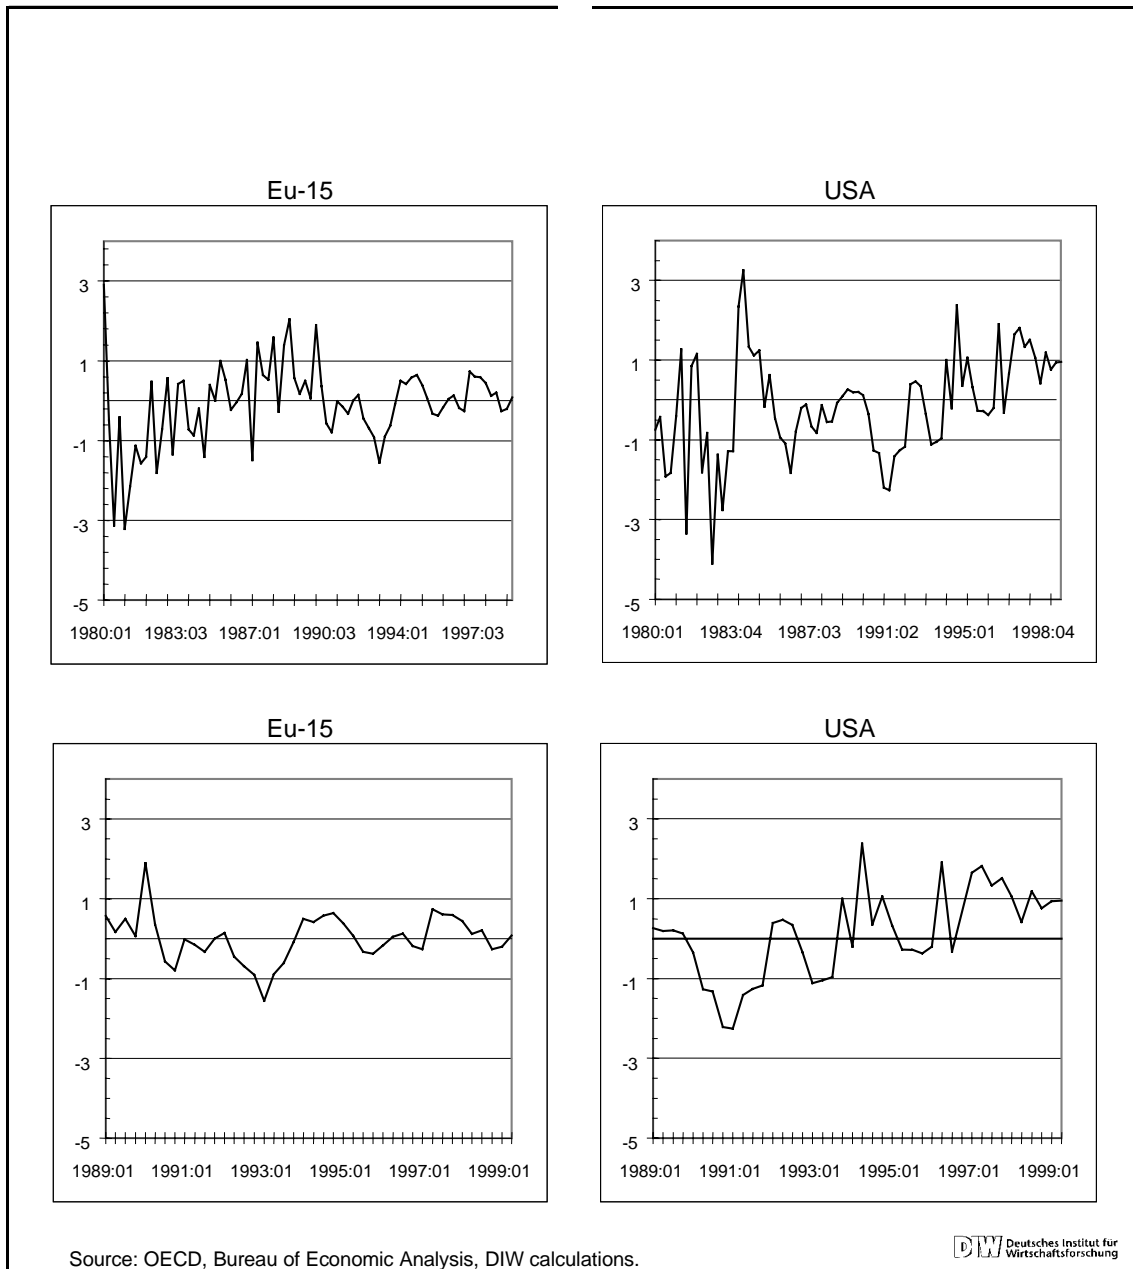 Eu-15
USA
3
1
-1
-3
-5
1980:01 1983:03 1987:01 1990:03 1994:01 1997:03
3
1
-1
-3
-5
1980:01 1983:04 1987:03 1991:02 1995:01 1998:04
Eu-15
USA
3
1
-1
-3
-5
1989:01 1991:01 1993:01 1995:01 1997:01 1999:01
3
1
-1
-3
-5
1989:01 1991:01 1993:01 1995:01 1997:01 1999:01
Source: OECD, Bureau of Economic Analysis, DIW calculations.
DIW Deutsches Institut für
Wirtschaftsforschung